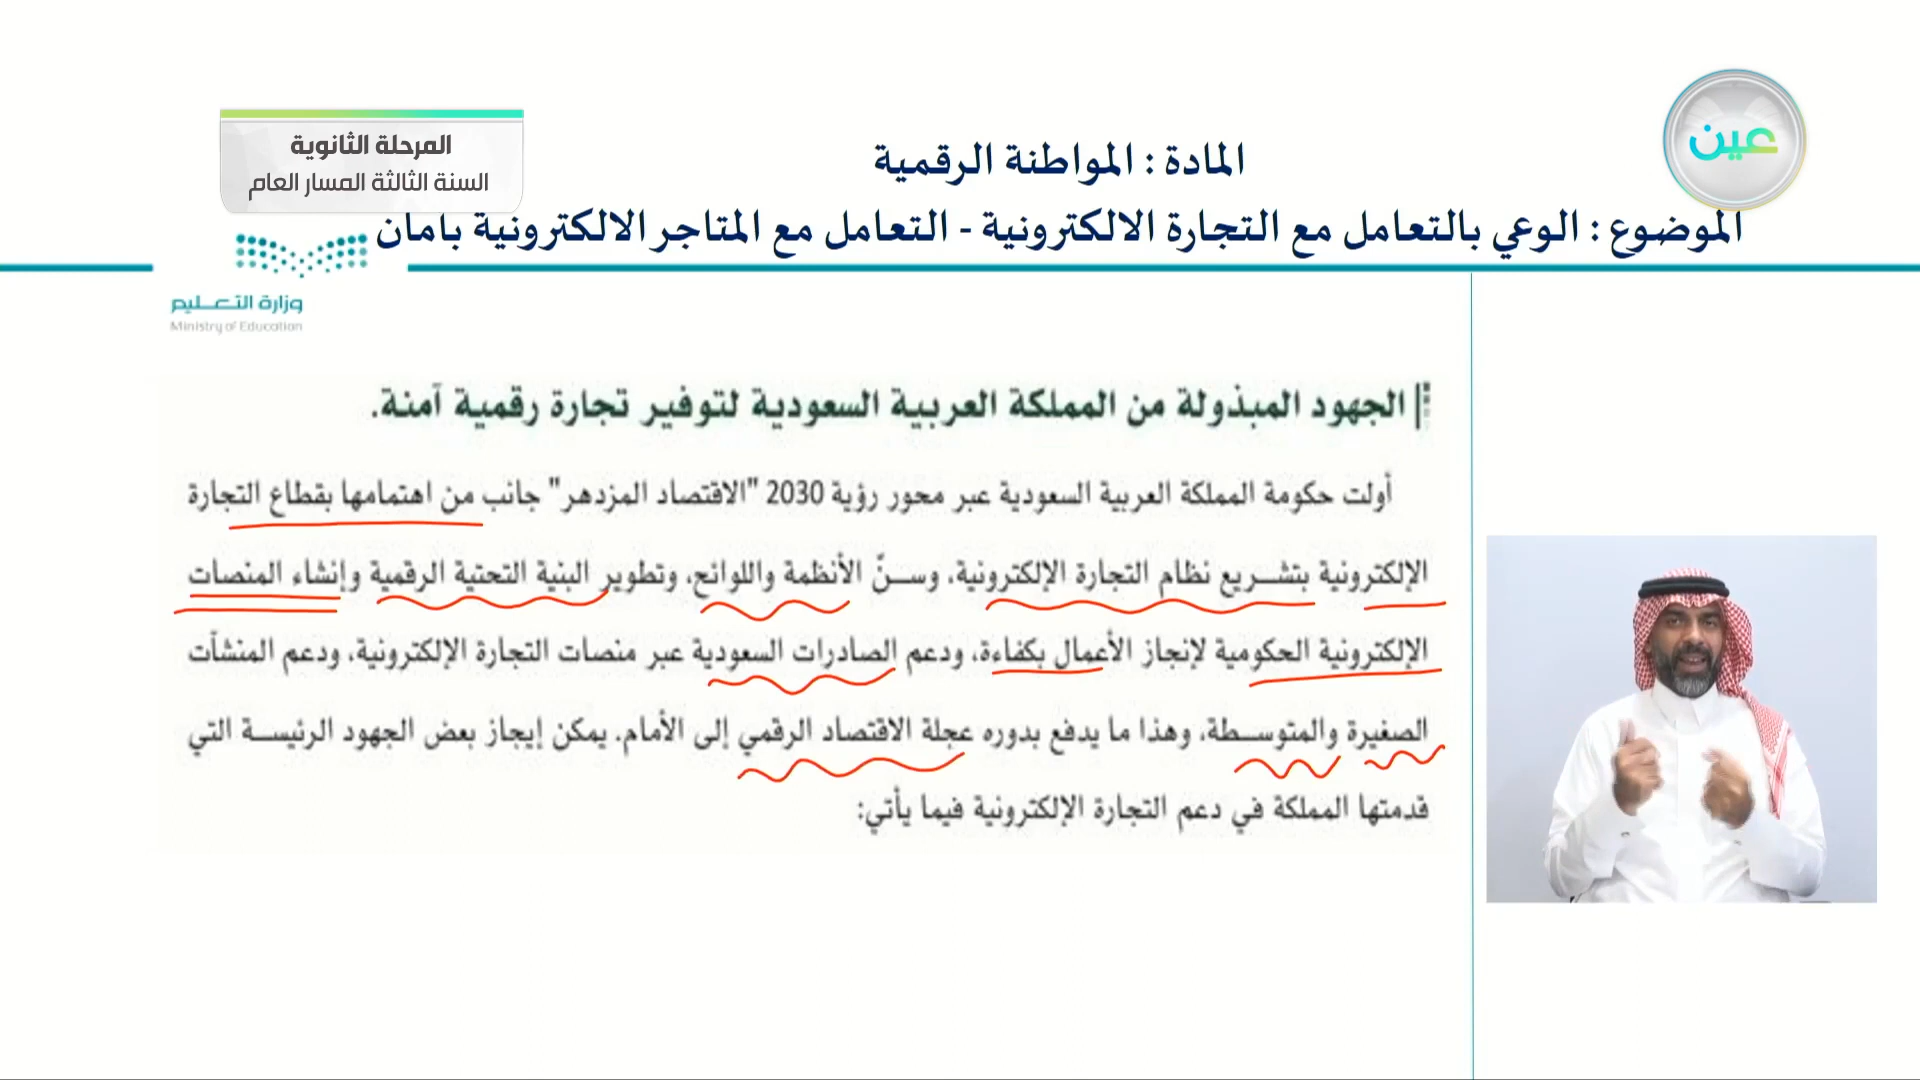 عين
المرحلة الثانوية
السنة الثالثة المسار العام
المادة : المواطنة الرقمية
الموضوع : الوعي بالتعامل مع التجارة الالكترونية - التعامل مع المتاجر الالكترونية بامان
وزارة التعليم
Ministry of Education
الجهود المبذولة من المملكة العربية السعودية لتوفير تجارة رقمية آمنة.
أولت حكومة المملكة العربية السعودية عبر محور رؤية 2030 "الاقتصاد المزدهر" جانب من اهتمامها بقطاع التجارة
الإلكترونية بتشريع نظام التجارة الإلكترونية، وسنّ الأنظمة واللوائح، وتطوير البنية التحتية الرقمية وإنشاء المنصات
الإلكترونية الحكومية لإنجاز الأعمال بكفاءة، ودعم الصادرات السعودية عبر منصات التجارة الإلكترونية، ودعم المنشآت
الصغيرة والمتوسطة، وهذا ما يدفع بدوره عجلة الاقتصاد الرقمي إلى الأمام، يمكن إيجاز بعض الجهود الرئيسة التي
قدمتها المملكة في دعم التجارة الإلكترونية فيما يأتي: